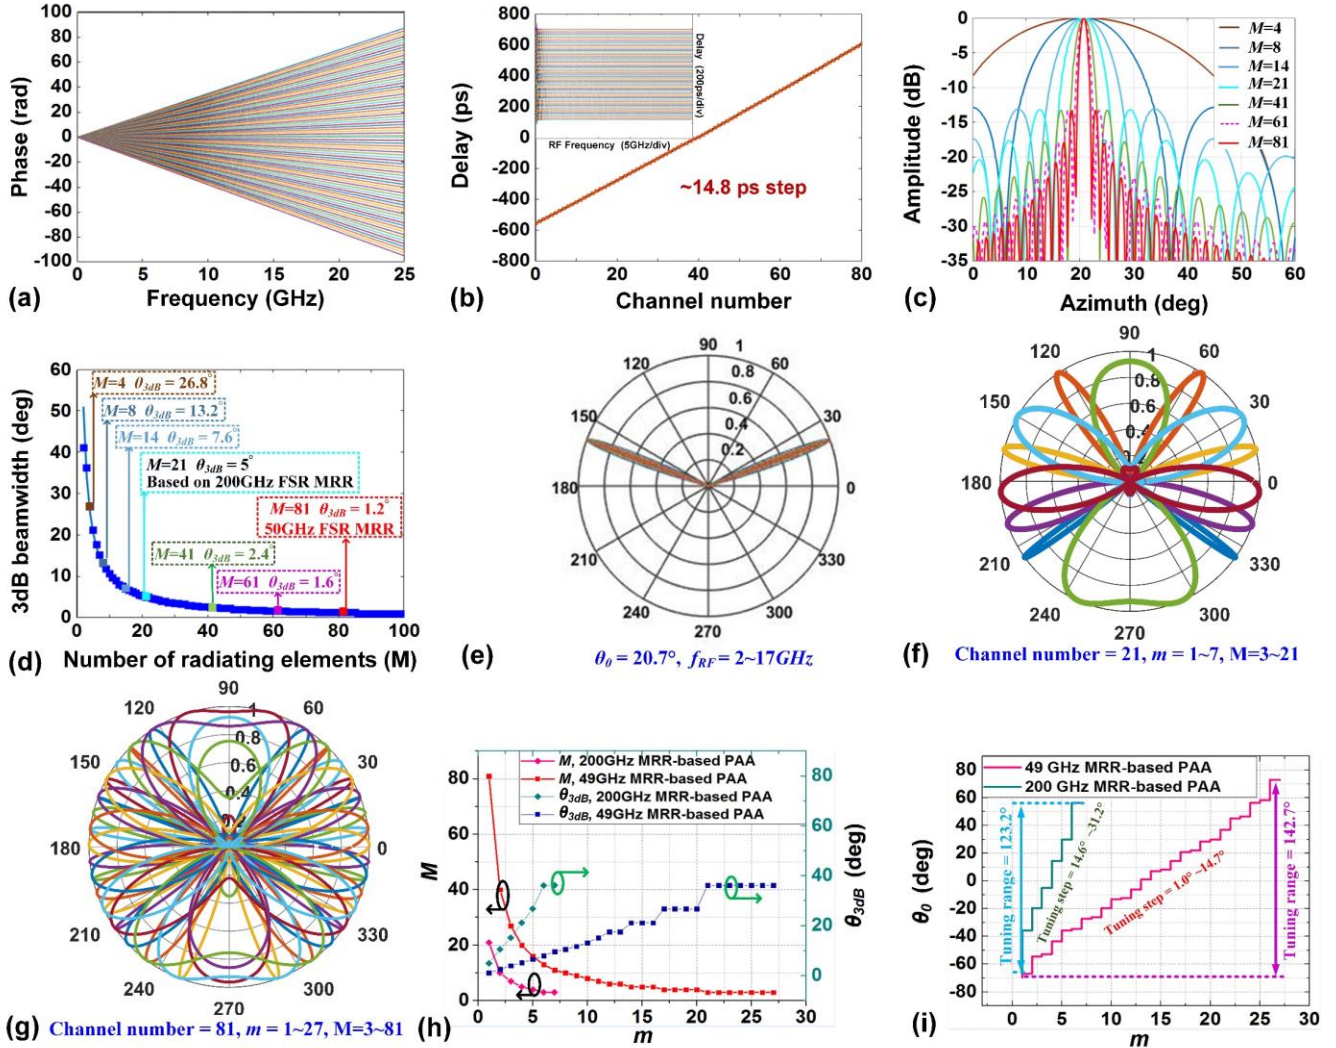 100
80
60
40
20
0
-20
-40
-60
-80
-100
0 5 10 15 20 25
Phase (rad)
Frequency (GHz)
(a)
800
600
400
200
0
-200
-400
-600
-800
0 20 40 60 80
Delay (ps)
Channel number
Delay (200ps/div)
RF Frequency (5GHz/div)
~14.8 ps step
(b)
0
-5
-10
-15
-20
-25
-30
-35
0 10 20 30 40 50 60
Amplitude (dB)
Azimuth (deg)
M=4
M=8
M=14
M=21
M=41
M=61
M=81
(c)
60
50
40
30
20
10
0
0 20 40 60 80 100
3dB beamwidth (deg)
Number of radiating elements (M)
M=4 θ3dB = 26.8°
M=8 θ3dB = 13.2°
M=14 θ3dB = 7.6°
M=21 θ3dB = 5°
Based on 200GHz FSR MRR
M=81 θ3dB = 1.2°
50GHz FSR MRR
M=41 θ3dB = 2.4°
M=61 θ3dB = 1.6°
(d)
90 1
120 60
0.8
0.6
150 30
0.4
0.2
180 0
210 330
240 300
270
(e)
θ0 = 20.7°, fRF = 2~17GHz
90
120 1 60
0.8
150 0.6 30
0.4
180 0
210 330
240 300
270
(f)
Channel number = 21, m = 1~7, M=3~21
90
120 1 60
0.8
150 0.6 30
0.4
180 0
210 330
240 300
270
(g)
Channel number = 81, m = 1~27, M=3~81
M, 200GHz MRR-based PAA
M, 49GHz MRR-based PAA
θ3dB, 200GHz MRR-based PAA
θ3dB, 49GHz MRR-based PAA
80
60
40
20
0
M
80
60
40
20
0
θ3dB (deg)
0 5 10 15 20 25 30
m
(h)
49 GHz MRR-based PAA
200 GHz MRR-based PAA
80
60
40
20
0
-20
-40
-60
-80
θ0 (deg)
Tuning range = 123.2°
Tuning step = 14.6° ~31.2°
Tuning step = 1.0° ~14.7°
Tuning range = 142.7°
0 5 10 15 20 25 30
m
(i)